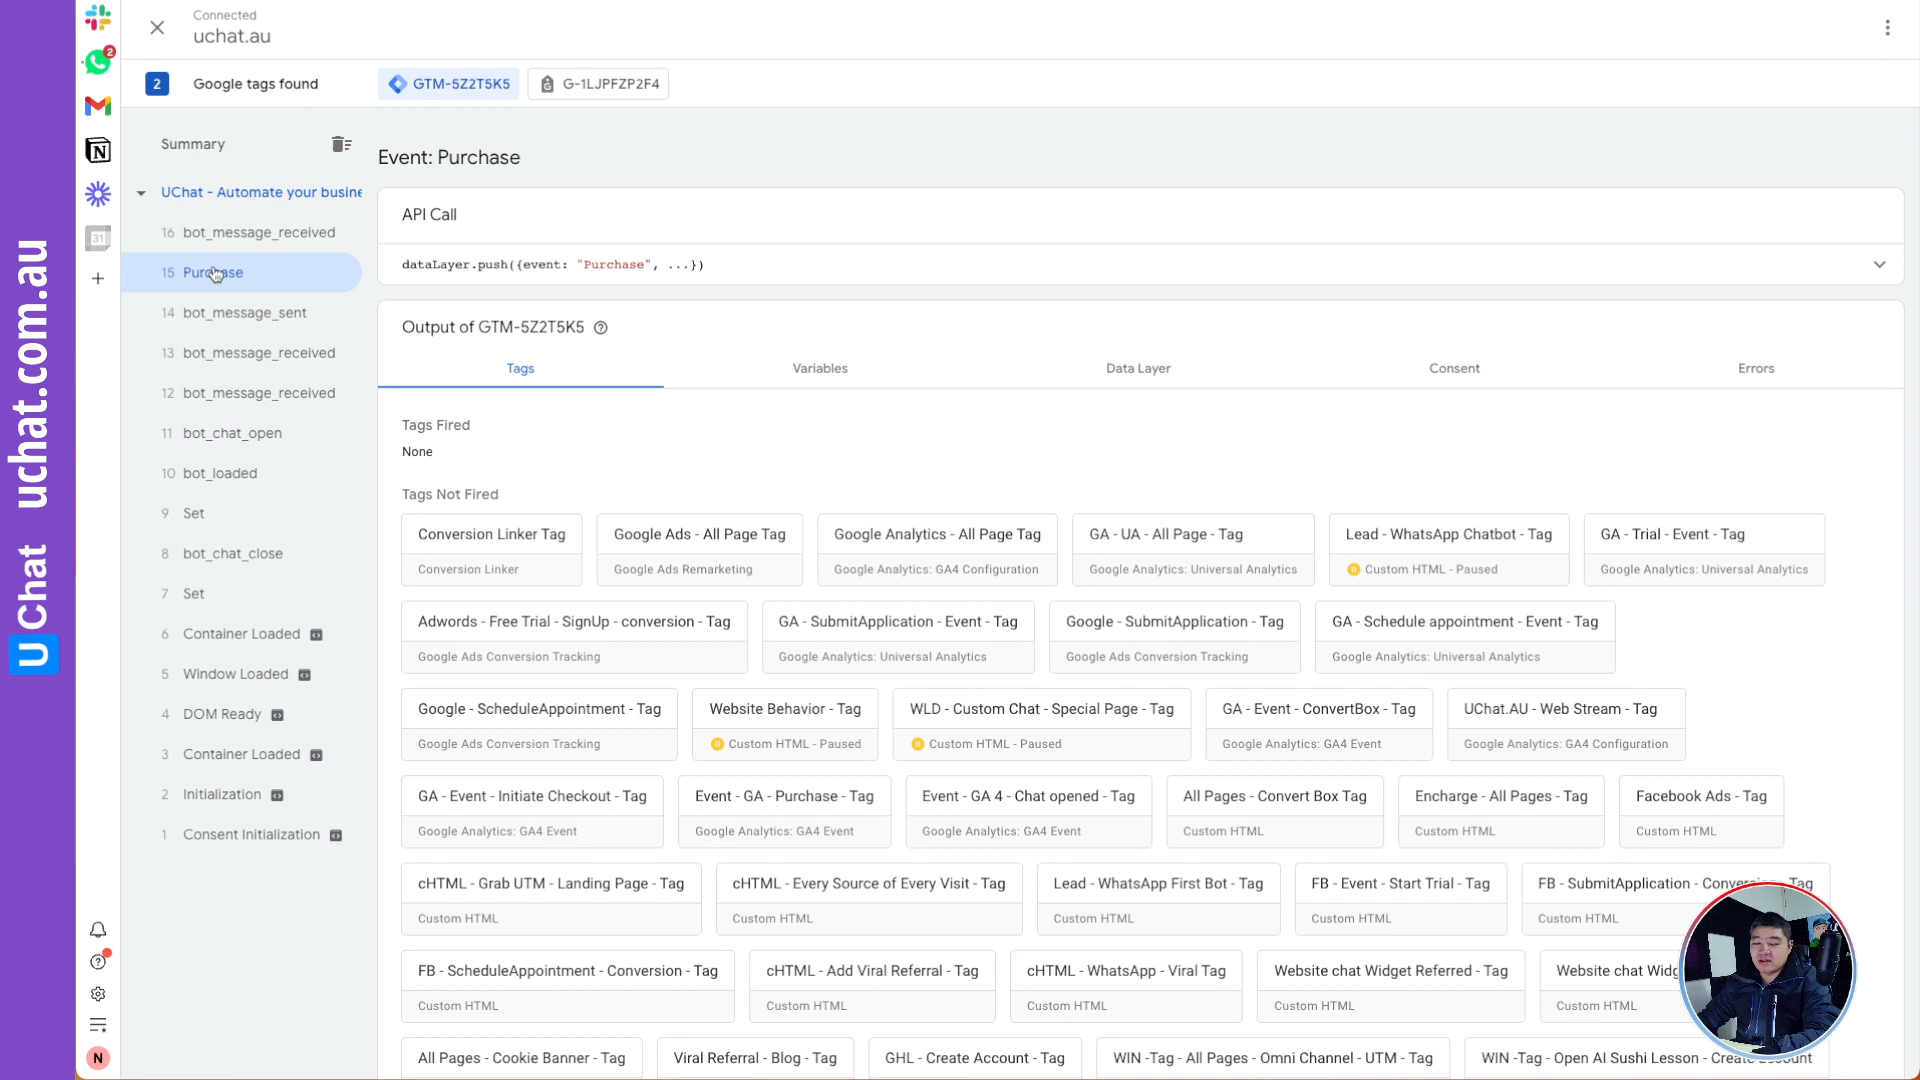 UChat uchat.com.au
2
31
N
Connected
uchat.au
2 Google tags found GTM-5Z2T5K5 G-1LJPFZP2F4
Summary
UChat - Automate your busine
16 bot_message_received
15 Purchase
14 bot_message_sent
13 bot_message_received
12 bot_message_received
11 bot_chat_open
10 bot_loaded
9 Set
8 bot_chat_close
7 Set
6 Container Loaded
5 Window Loaded
4 DOM Ready
3 Container Loaded
2 Initialization
1 Consent Initialization
Event: Purchase
API Call
dataLayer.push({event: "Purchase", ...})
Output of GTM-5Z2T5K5
Tags Variables Data Layer Consent Errors
Tags Fired
None
Tags Not Fired
Conversion Linker Tag Google Ads - All Page Tag Google Analytics - All Page Tag GA - UA - All Page - Tag Lead - WhatsApp Chatbot - Tag GA - Trial - Event - Tag
Conversion Linker Google Ads Remarketing Google Analytics: GA4 Configuration Google Analytics: Universal Analytics Custom HTML - Paused Google Analytics: Universal Analytics
Adwords - Free Trial - SignUp - conversion - Tag GA - SubmitApplication - Event - Tag Google - SubmitApplication - Tag GA - Schedule appointment - Event - Tag
Google Ads Conversion Tracking Google Analytics: Universal Analytics Google Ads Conversion Tracking Google Analytics: Universal Analytics
Google - ScheduleAppointment - Tag Website Behavior - Tag WLD - Custom Chat - Special Page - Tag GA - Event - ConvertBox - Tag UChat.AU - Web Stream - Tag
Google Ads Conversion Tracking Custom HTML - Paused Custom HTML - Paused Google Analytics: GA4 Event Google Analytics: GA4 Configuration
GA - Event - Initiate Checkout - Tag Event - GA - Purchase - Tag Event - GA 4 - Chat opened - Tag All Pages - Convert Box Tag Encharge - All Pages - Tag Facebook Ads - Tag
Google Analytics: GA4 Event Google Analytics: GA4 Event Google Analytics: GA4 Event Custom HTML Custom HTML Custom HTML
cHTML - Grab UTM - Landing Page - Tag cHTML - Every Source of Every Visit - Tag Lead - WhatsApp First Bot - Tag FB - Event - Start Trial - Tag FB - SubmitApplication - Conversion - Tag
Custom HTML Custom HTML Custom HTML Custom HTML Custom HTML
FB - ScheduleAppointment - Conversion - Tag cHTML - Add Viral Referral - Tag cHTML - WhatsApp - Viral Tag Website chat Widget Referred - Tag Website chat Widg
Custom HTML Custom HTML Custom HTML Custom HTML Custom HTML
All Pages - Cookie Banner - Tag Viral Referral - Blog - Tag GHL - Create Account - Tag WIN -Tag - All Pages - Omni Channel - UTM - Tag WIN -Tag - Open AI Sushi Lesson - Create account
N